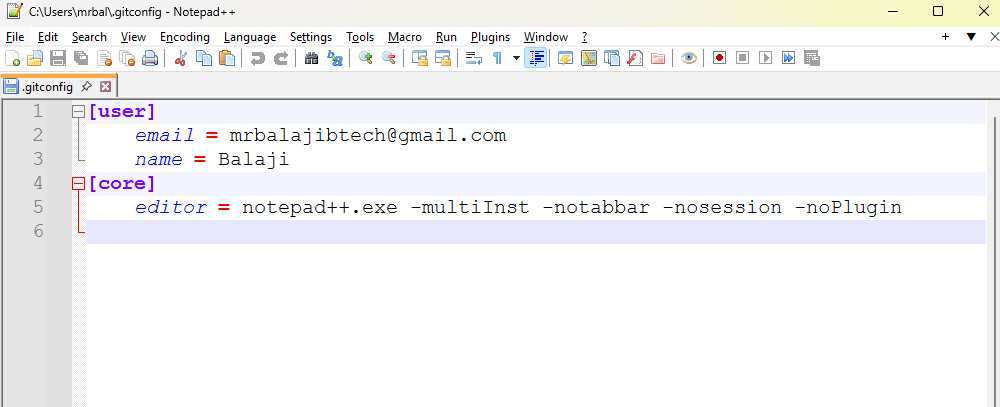 C:\Users\mrbal\.gitconfig - Notepad++
File Edit Search View Encoding Language Settings Tools Macro Run Plugins Window ?
.gitconfig
1 [user]
2 email = mrbalajibtech@gmail.com
3 name = Balaji
4 [core]
5 editor = notepad++.exe -multiInst -notabbar -nosession -noPlugin
6